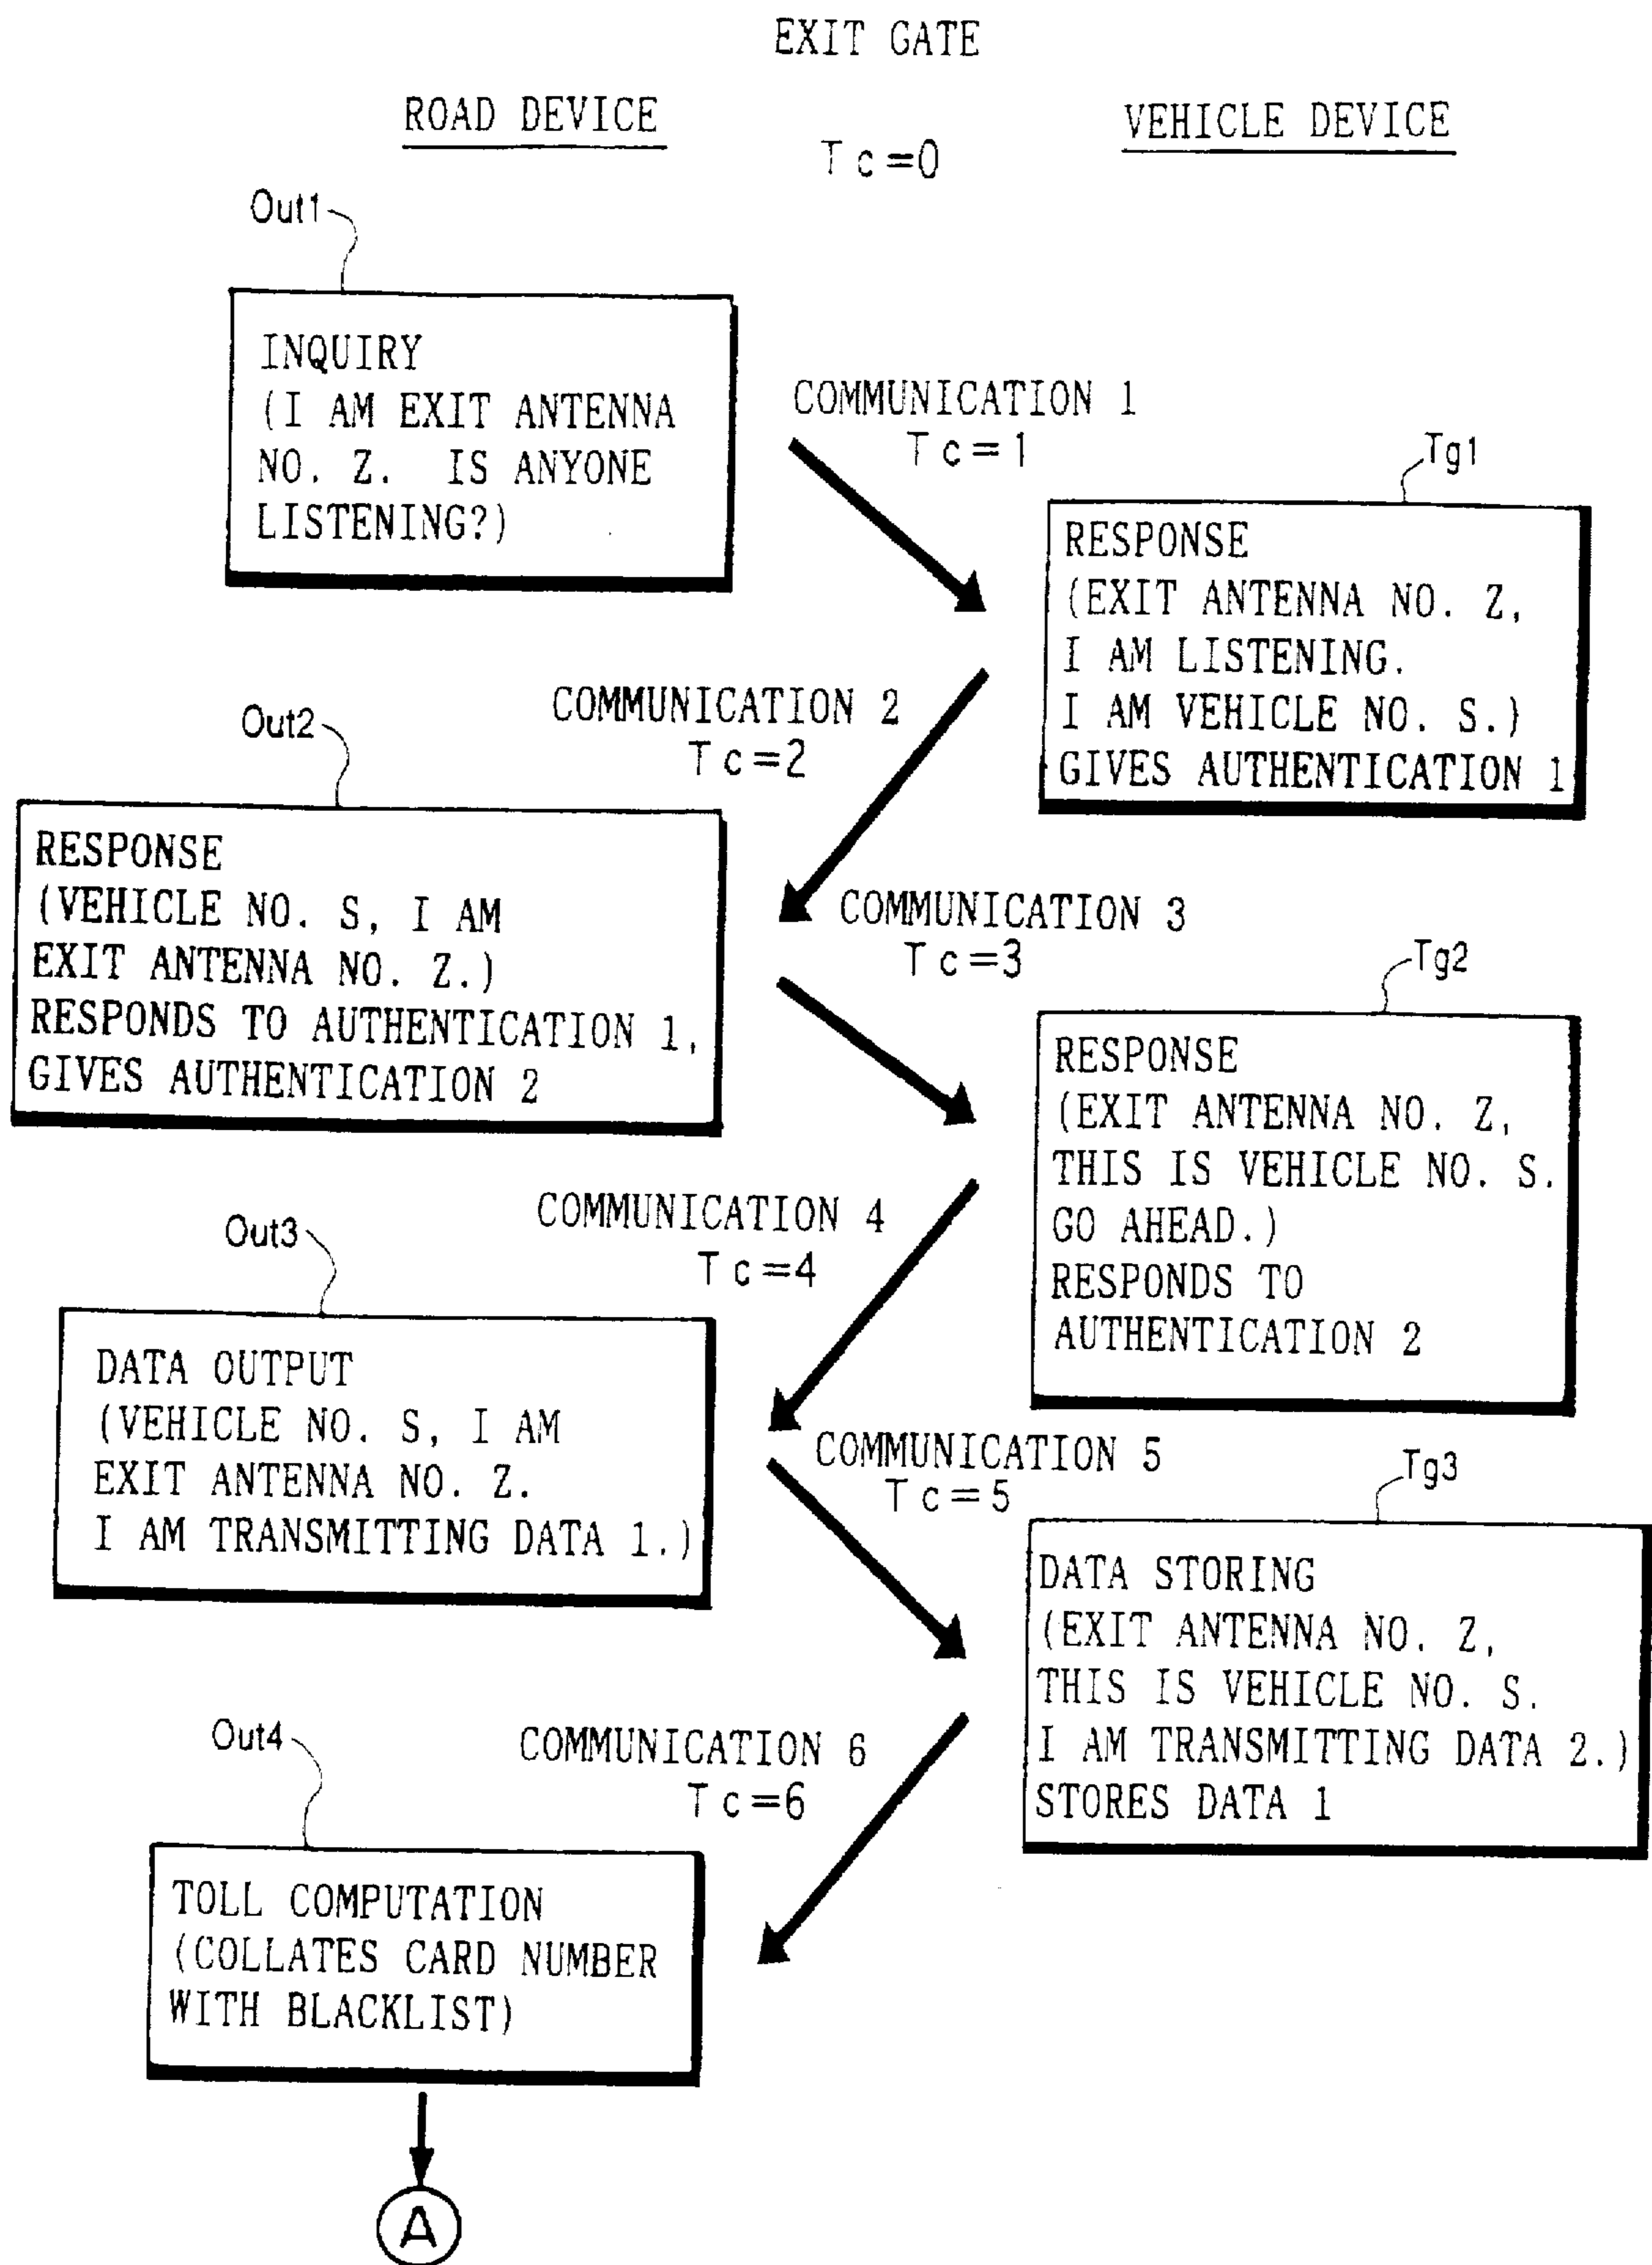 EXIT GATE
ROAD DEVICE
VEHICLE DEVICE
Tc=0
Out1
INQUIRY
(I AM EXIT ANTENNA
NO. Z. IS ANYONE
LISTENING?)
COMMUNICATION 1
Tc=1
Tg1
RESPONSE
(EXIT ANTENNA NO. Z,
I AM LISTENING.
I AM VEHICLE NO. S.)
GIVES AUTHENTICATION 1
COMMUNICATION 2
Tc=2
Out2
RESPONSE
(VEHICLE NO. S, I AM
EXIT ANTENNA NO. Z.)
RESPONDS TO AUTHENTICATION 1,
GIVES AUTHENTICATION 2
COMMUNICATION 3
Tc=3
Tg2
RESPONSE
(EXIT ANTENNA NO. Z,
THIS IS VEHICLE NO. S.
GO AHEAD.)
RESPONDS TO
AUTHENTICATION 2
COMMUNICATION 4
Tc=4
Out3
DATA OUTPUT
(VEHICLE NO. S, I AM
EXIT ANTENNA NO. Z.
I AM TRANSMITTING DATA 1.)
COMMUNICATION 5
Tc=5
Tg3
DATA STORING
(EXIT ANTENNA NO. Z,
THIS IS VEHICLE NO. S.
I AM TRANSMITTING DATA 2.)
STORES DATA 1
COMMUNICATION 6
Tc=6
Out4
TOLL COMPUTATION
(COLLATES CARD NUMBER
WITH BLACKLIST)
A